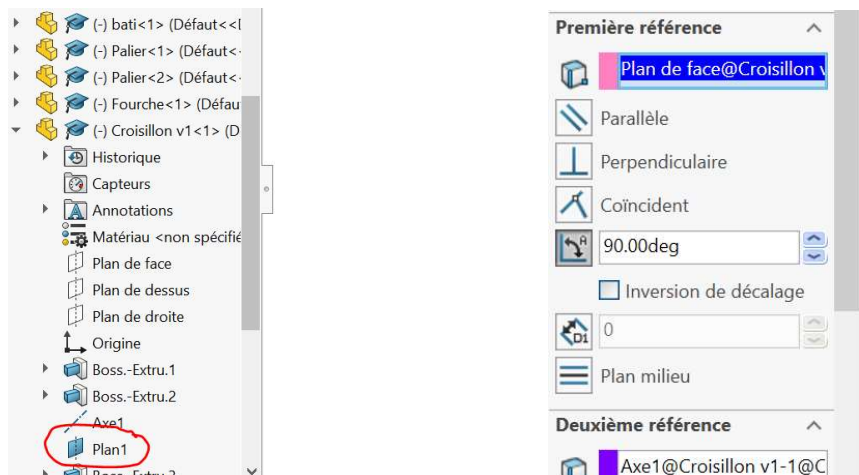 (-) bati<1> (Défaut<<
(-) Palier<1> (Défaut<
(-) Palier<2> (Défaut<
(-) Fourche<1> (Défau
(-) Croisillon v1<1> (D
Historique
Capteurs
Annotations
Matériau <non spécifié
Plan de face
Plan de dessus
Plan de droite
Origine
Boss.-Extru.1
Boss.-Extru.2
Axe1
Plan1
Boss.-Extru.3
Première référence
Plan de face@Croisillon v
Parallèle
Perpendiculaire
Coïncident
90.00deg
Inversion de décalage
0
Plan milieu
Deuxième référence
Axe1@Croisillon v1-1@C